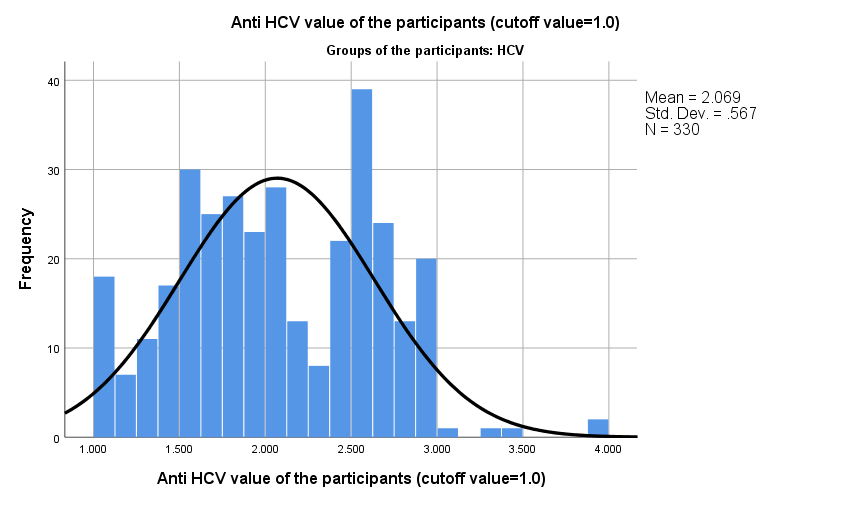 Anti HCV value of the participants (cutoff value=1.0)
Groups of the participants: HCV
Mean = 2.069
Std. Dev. = .567
N = 330
Frequency
40
30
20
10
0
1.000 1.500 2.000 2.500 3.000 3.500 4.000
Anti HCV value of the participants (cutoff value=1.0)